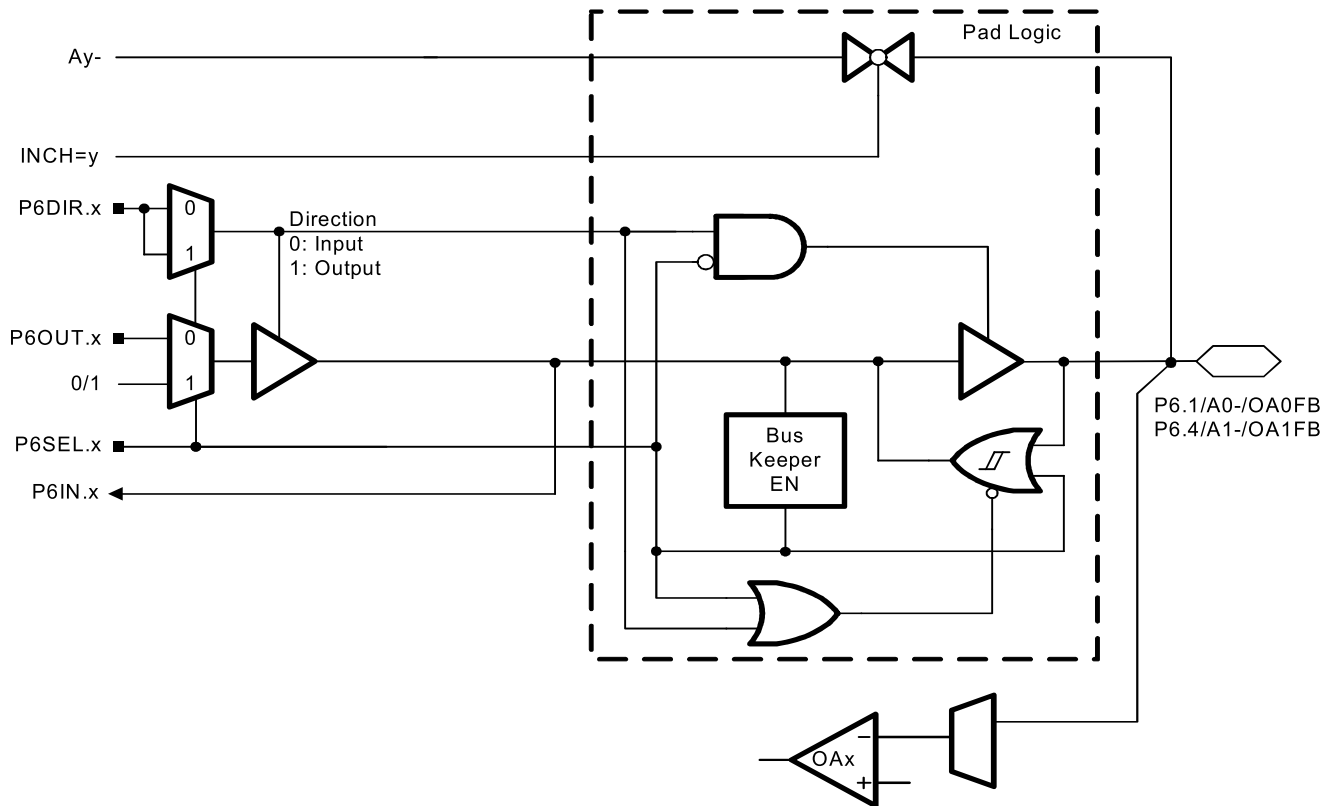 Pad Logic
Ay-
INCH=y
P6DIR.x
0
1
Direction
0: Input
1: Output
P6OUT.x
0
0/1
1
P6SEL.x
P6IN.x
Bus
Keeper
EN
P6.1/A0-/OA0FB
P6.4/A1-/OA1FB
OAx
−
+